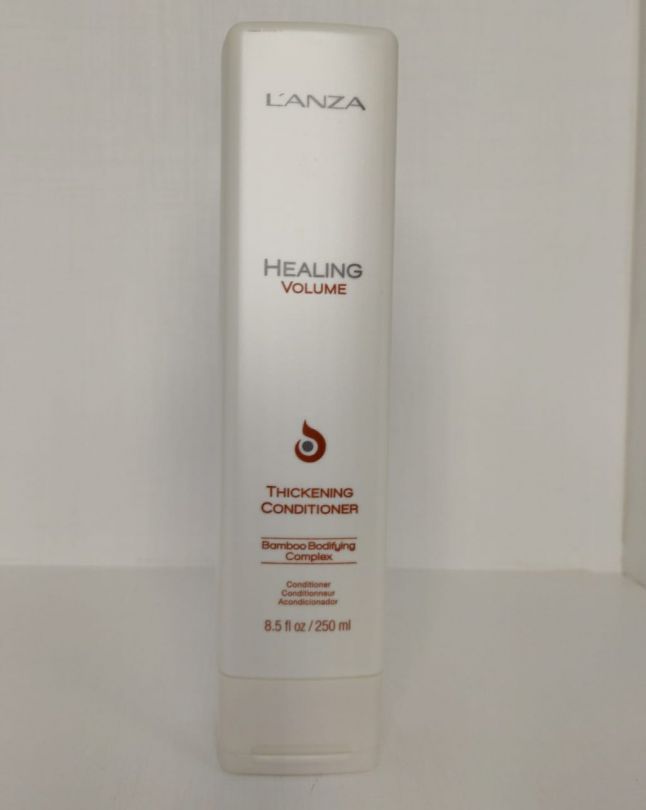 L'ANZA
HEALING
VOLUME
THICKENING
CONDITIONER
Bamboo Bodifying
Complex
Conditioner
Conditionneur
Acondicionador
8.5 fl oz / 250 ml